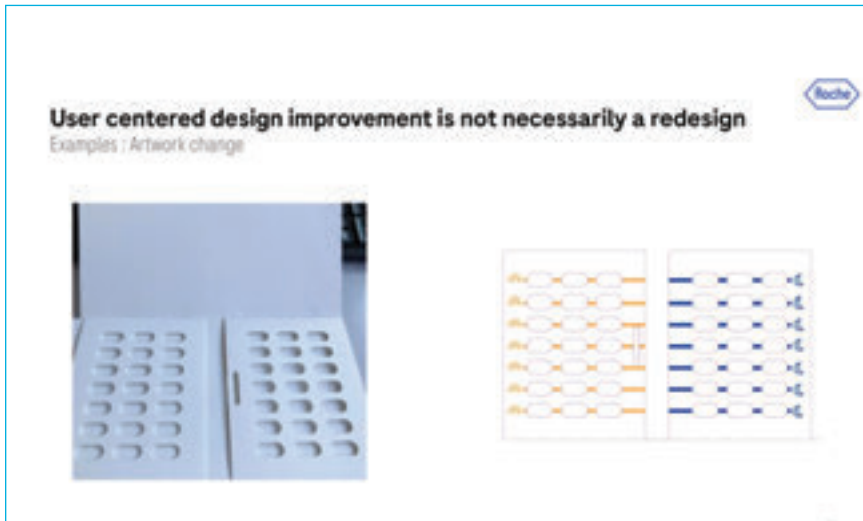 Roche
User centered design improvement is not necessarily a redesign
Examples : Artwork change